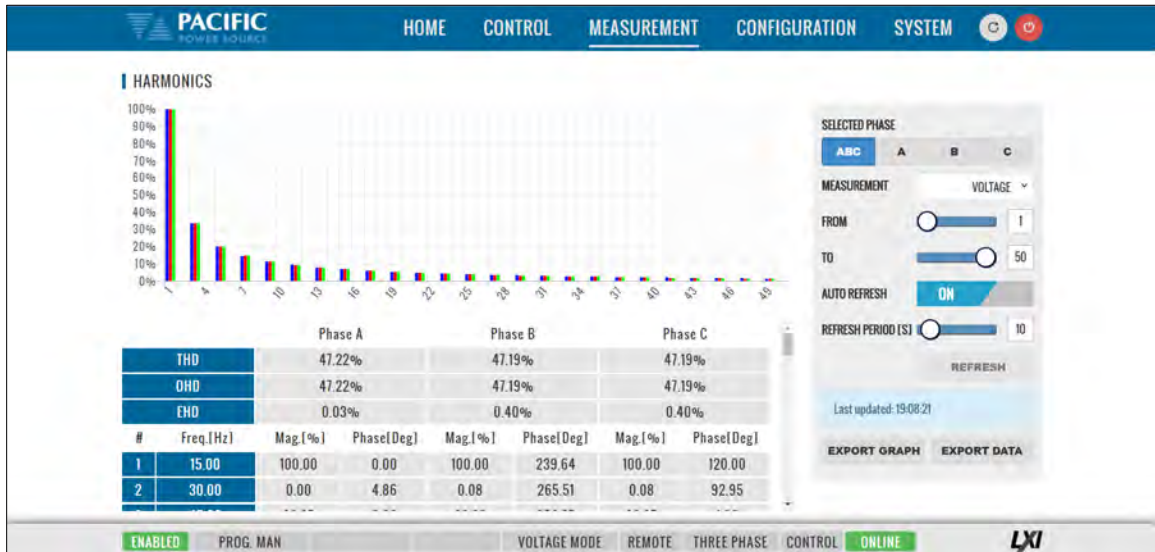 PACIFIC
POWER SOURCE
HOME CONTROL MEASUREMENT CONFIGURATION SYSTEM
HARMONICS
100%
90%
80%
70%
60%
50%
40%
30%
20%
10%
0%
1 4 7 10 13 16 19 22 25 28 31 34 37 40 43 46 49
SELECTED PHASE
ABC A B C
MEASUREMENT VOLTAGE
FROM 1
TO 50
AUTO REFRESH ON
REFRESH PERIOD [S] 10
REFRESH
Last updated: 19:08:21
EXPORT GRAPH EXPORT DATA
Phase A Phase B Phase C
THD 47.22% 47.19% 47.19%
OHD 47.22% 47.19% 47.19%
EHD 0.03% 0.40% 0.40%
# Freq.[Hz] Mag.[%] Phase[Deg] Mag.[%] Phase[Deg] Mag.[%] Phase[Deg]
1 15.00 100.00 0.00 100.00 239.64 100.00 120.00
2 30.00 0.00 4.86 0.08 265.51 0.08 92.95
ENABLED PROG. MAN VOLTAGE MODE REMOTE THREE PHASE CONTROL ONLINE LXI